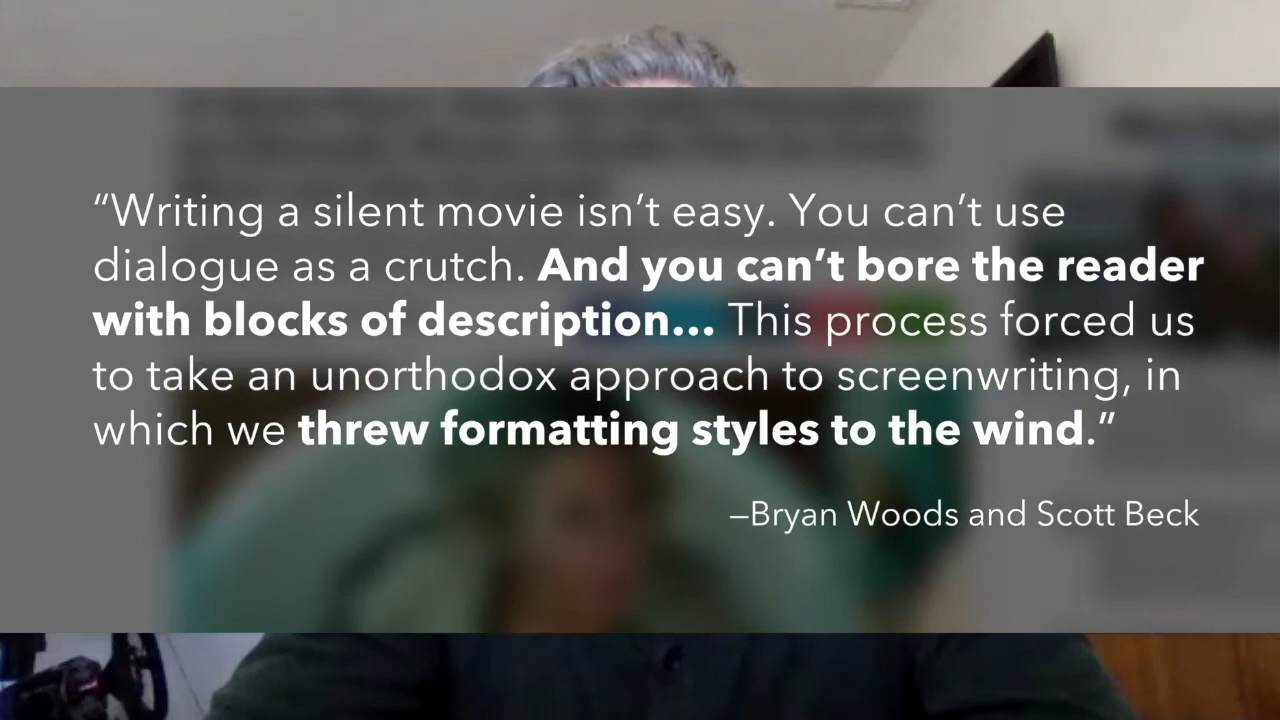 “Writing a silent movie isn’t easy. You can’t use
dialogue as a crutch. And you can’t bore the reader
with blocks of description... This process forced us
to take an unorthodox approach to screenwriting, in
which we threw formatting styles to the wind.”
–Bryan Woods and Scott Beck